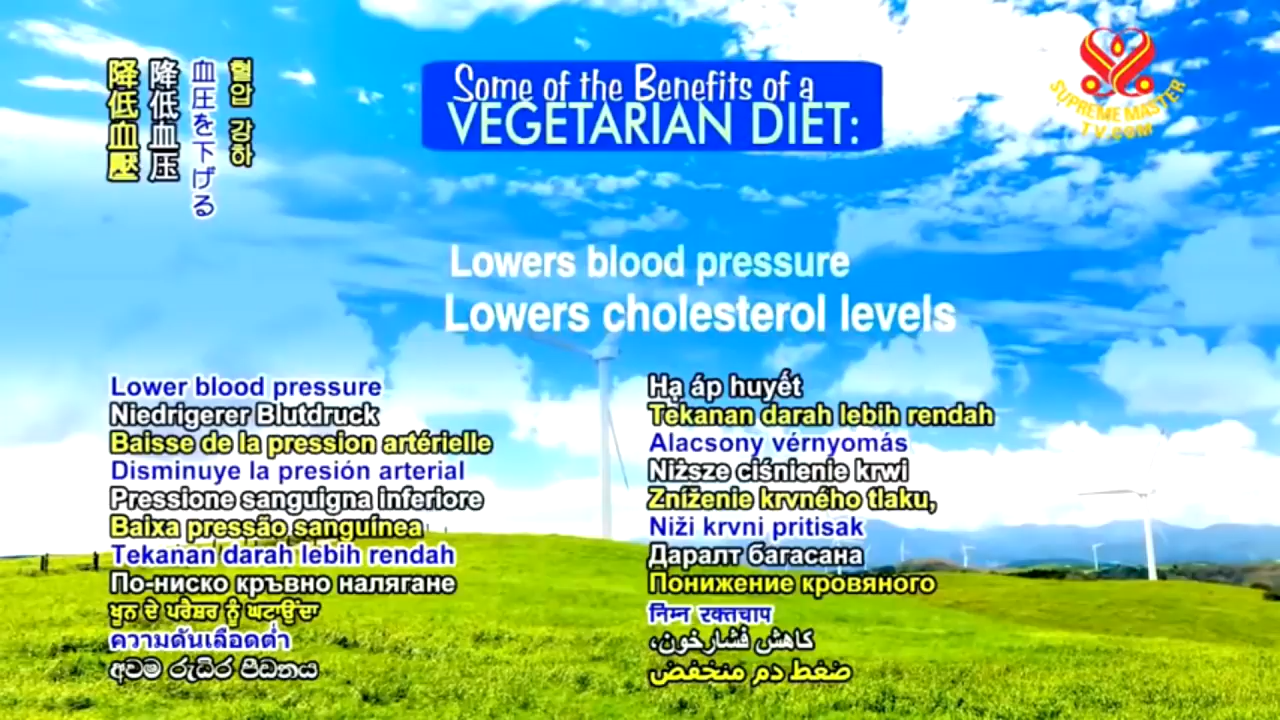 降低血壓
降低血压
血圧を下げる
혈압 강하
Some of the Benefits of a
VEGETARIAN DIET:
SUPREME MASTER
TV.COM
Lowers blood pressure
Lowers cholesterol levels
Lower blood pressure
Niedrigerer Blutdruck
Baisse de la pression artérielle
Disminuye la presión arterial
Pressione sanguigna inferiore
Baixa pressão sanguínea
Tekanan darah lebih rendah
По-ниско кръвно налягане
ਖੂਨ ਦੇ ਪਰੈਸ਼ਰ ਨੂੰ ਘਟਾਉਂਦਾ
ความดันเลือดต่ำ
අවම රුධිර පීඩනය
Hạ áp huyết
Tekanan darah lebih rendah
Alacsony vérnyomás
Niższe ciśnienie krwi
Zníženie krvného tlaku,
Niži krvni pritisak
Даралт багасана
Понижение кровяного
निम्न रक्तचाप
کاهش فشارخون،
ضغط دم منخفض